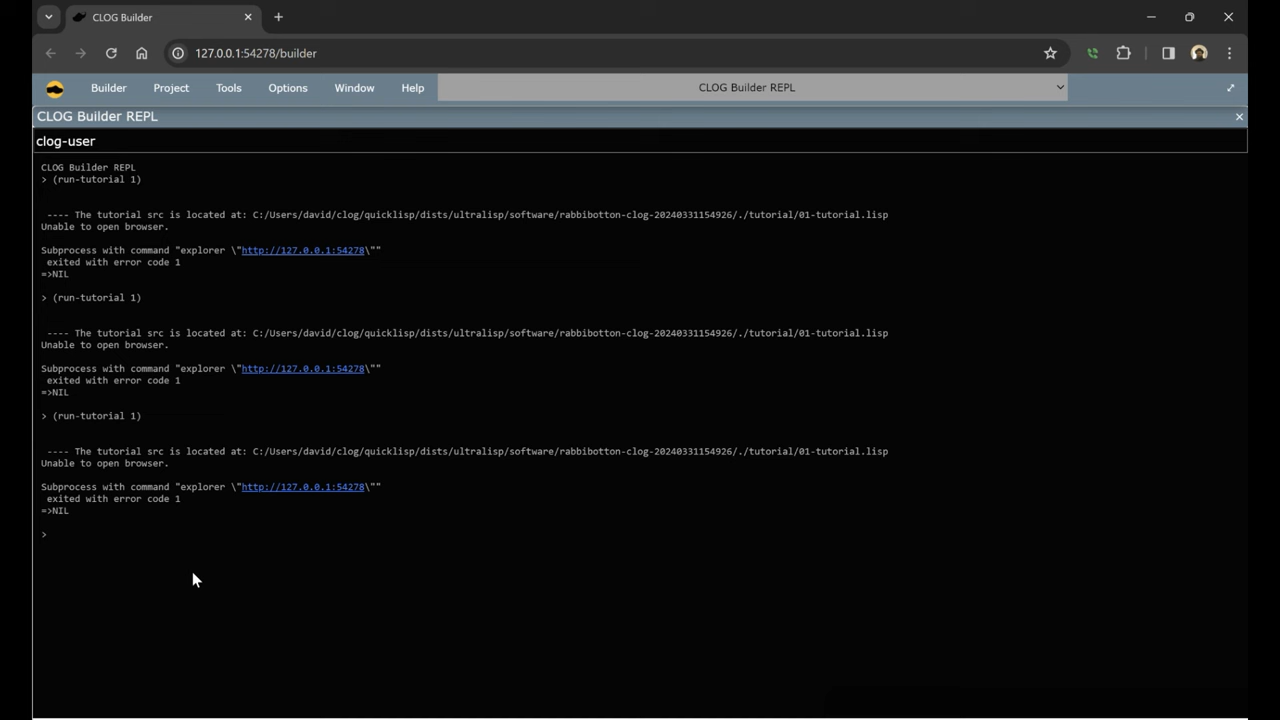 CLOG Builder
127.0.0.1:54278/builder
Builder Project Tools Options Window Help CLOG Builder REPL
CLOG Builder REPL
clog-user
CLOG Builder REPL
> (run-tutorial 1)
---- The tutorial src is located at: C:/Users/david/clog/quicklisp/dists/ultralisp/software/rabbibotton-clog-20240331154926/./tutorial/01-tutorial.lisp
Unable to open browser.
Subprocess with command "explorer \"http://127.0.0.1:54278\""
exited with error code 1
=>NIL
> (run-tutorial 1)
---- The tutorial src is located at: C:/Users/david/clog/quicklisp/dists/ultralisp/software/rabbibotton-clog-20240331154926/./tutorial/01-tutorial.lisp
Unable to open browser.
Subprocess with command "explorer \"http://127.0.0.1:54278\""
exited with error code 1
=>NIL
> (run-tutorial 1)
---- The tutorial src is located at: C:/Users/david/clog/quicklisp/dists/ultralisp/software/rabbibotton-clog-20240331154926/./tutorial/01-tutorial.lisp
Unable to open browser.
Subprocess with command "explorer \"http://127.0.0.1:54278\""
exited with error code 1
=>NIL
>